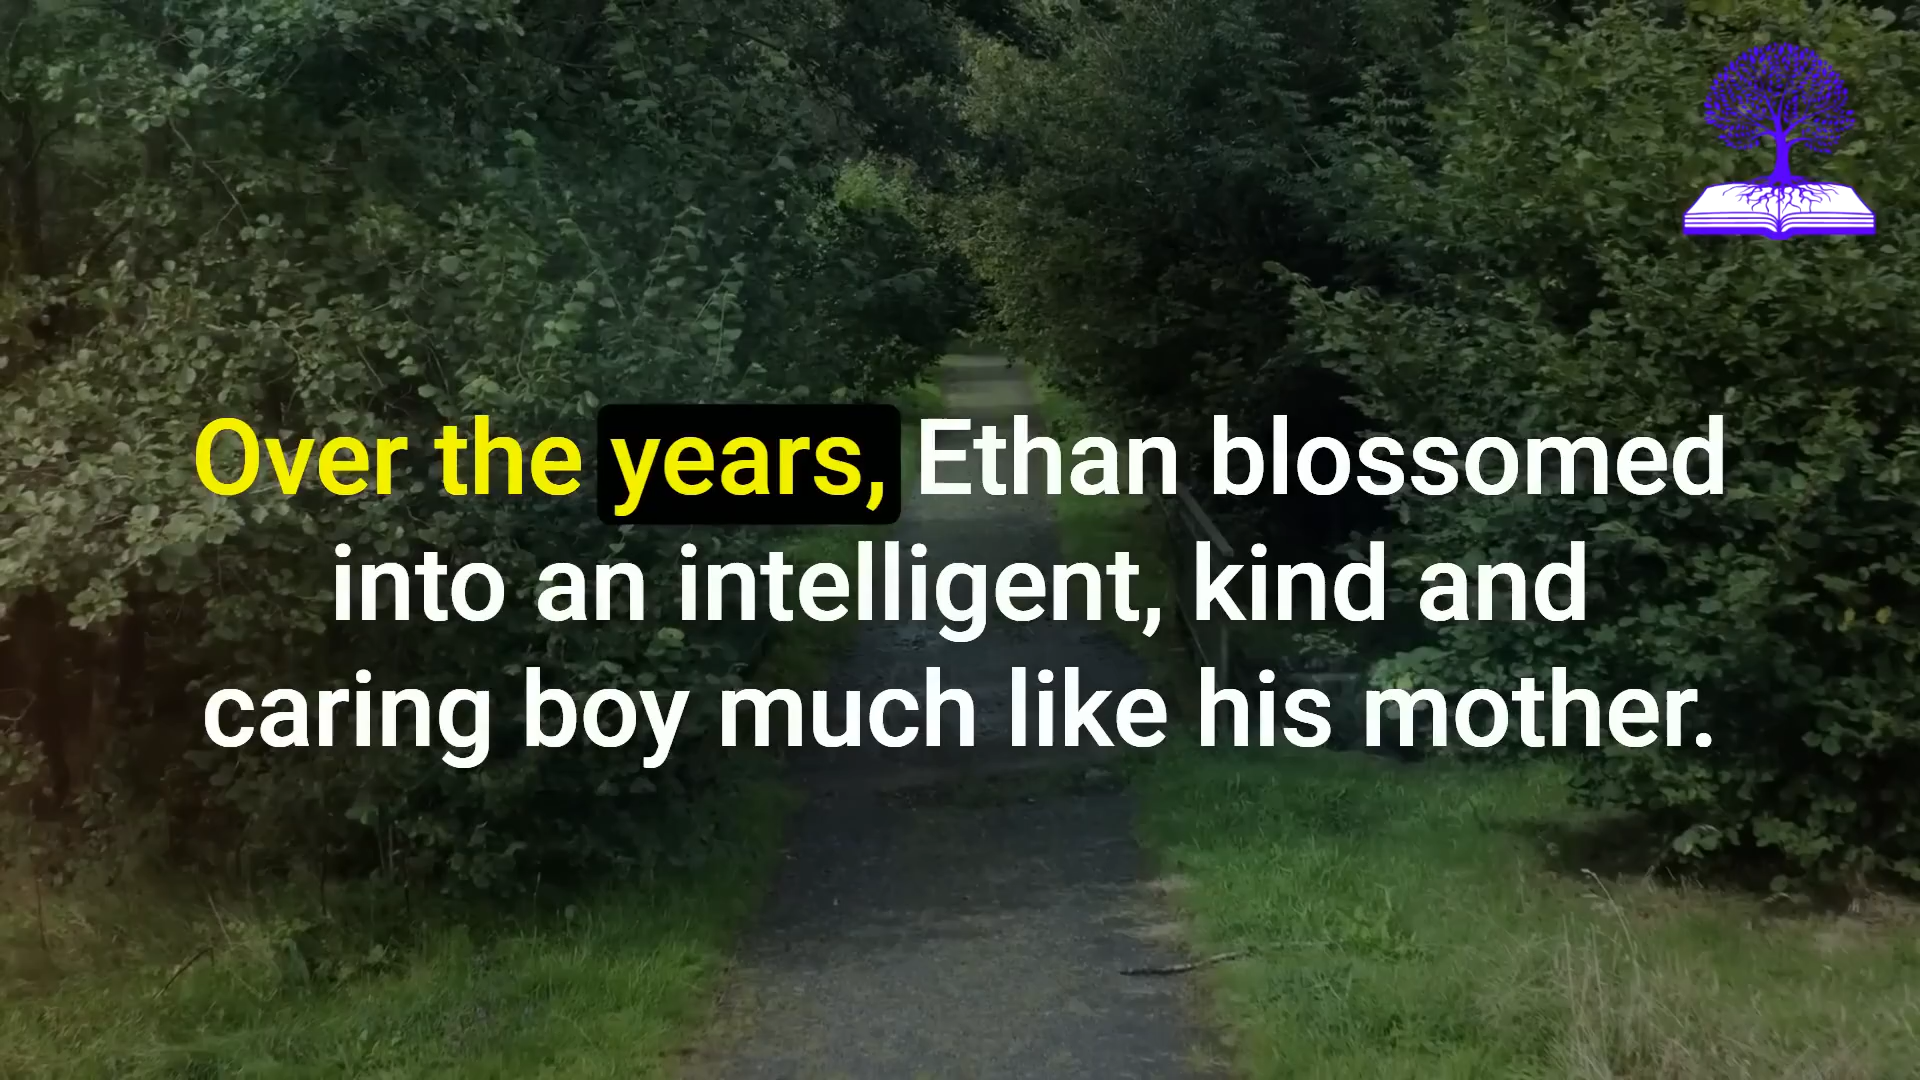 Over the years, Ethan blossomed
into an intelligent, kind and
caring boy much like his mother.